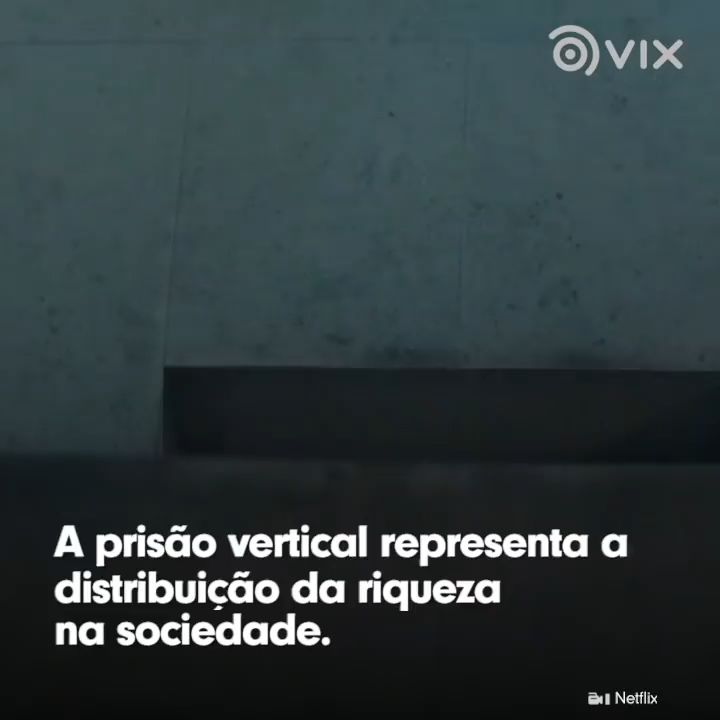 VIX
A prisão vertical representa a
distribuição da riqueza
na sociedade.
Netflix